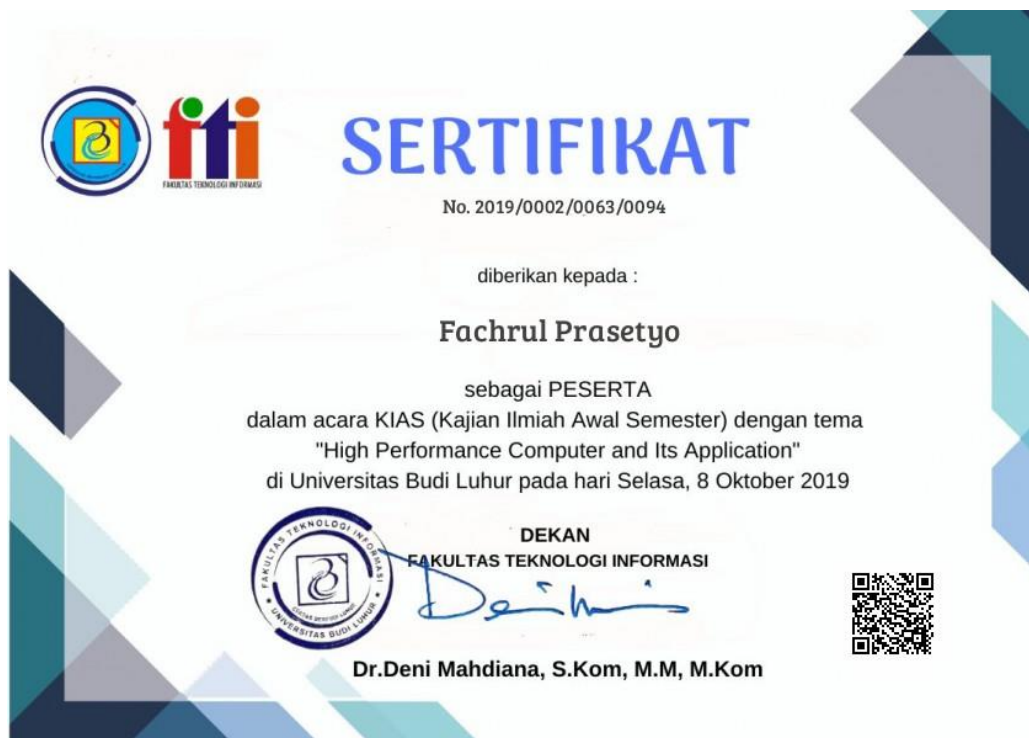 fti
FAKULTAS TEKNOLOGI INFORMASI
SERTIFIKAT
No. 2019/0002/0063/0094
diberikan kepada :
Fachrul Prasetyo
sebagai PESERTA
dalam acara KIAS (Kajian Ilmiah Awal Semester) dengan tema
"High Performance Computer and Its Application"
di Universitas Budi Luhur pada hari Selasa, 8 Oktober 2019
DEKAN
FAKULTAS TEKNOLOGI INFORMASI
FAKULTAS TEKNOLOGI INFORMASI
UNIVERSITAS BUDI LUHUR
Dr.Deni Mahdiana, S.Kom, M.M, M.Kom